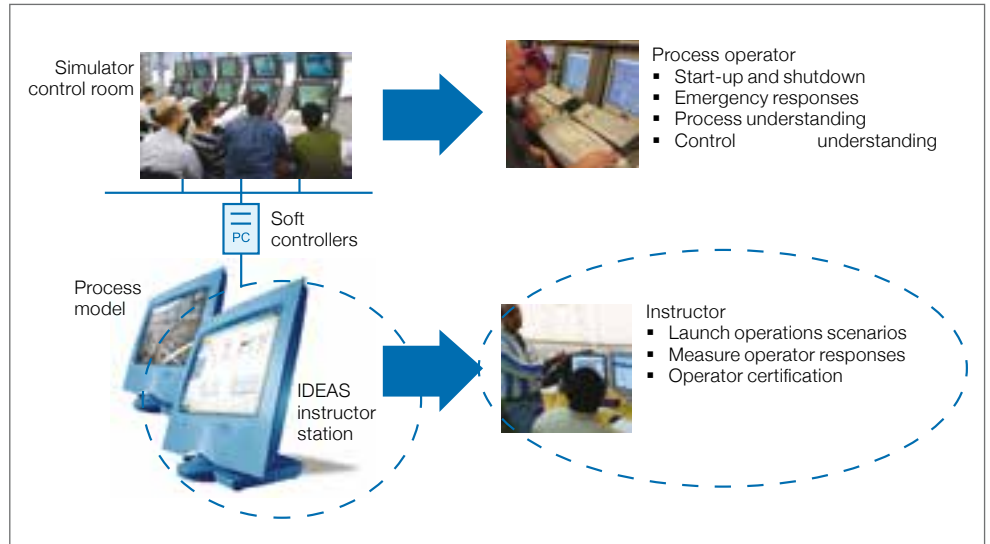 Simulator
control room
Process operator
▪ Start-up and shutdown
▪ Emergency responses
▪ Process understanding
▪ Control understanding
PC
Soft
controllers
Process
model
IDEAS
instructor
station
Instructor
▪ Launch operations scenarios
▪ Measure operator responses
▪ Operator certification